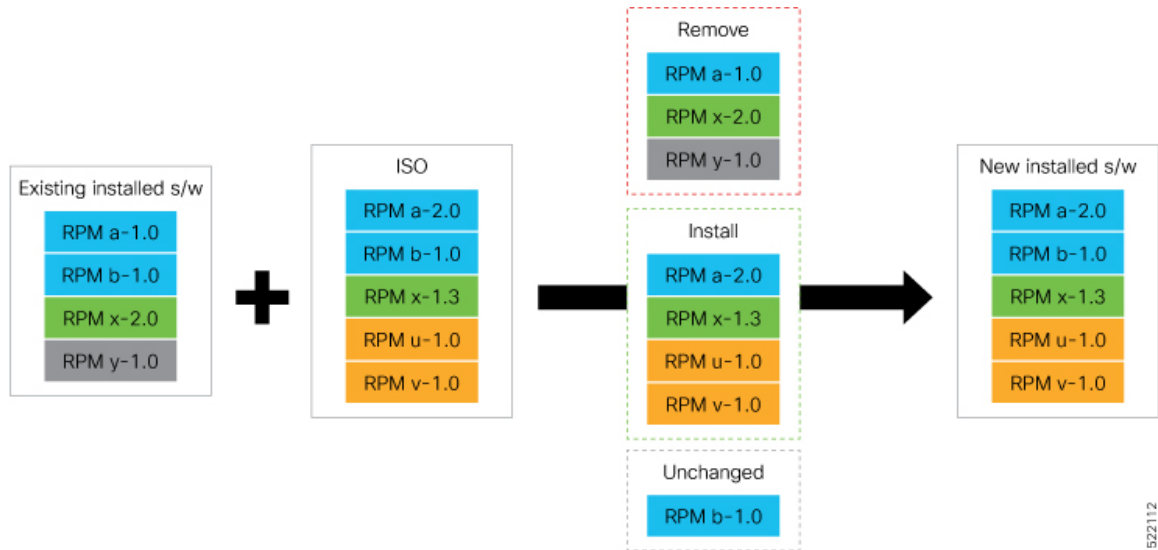 Existing installed s/w
RPM a-1.0
RPM b-1.0
RPM x-2.0
RPM y-1.0
ISO
RPM a-2.0
RPM b-1.0
RPM x-1.3
RPM u-1.0
RPM v-1.0
Remove
RPM a-1.0
RPM x-2.0
RPM y-1.0
Install
RPM a-2.0
RPM x-1.3
RPM u-1.0
RPM v-1.0
Unchanged
RPM b-1.0
New installed s/w
RPM a-2.0
RPM b-1.0
RPM x-1.3
RPM u-1.0
RPM v-1.0
522112